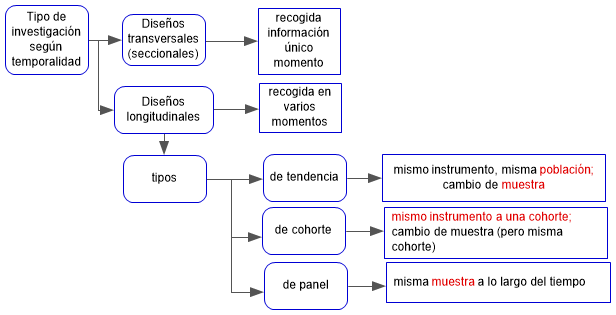 Tipo de
investigación
según
temporalidad
Diseños
transversales
(seccionales)
recogida
información
único
momento
Diseños
longitudinales
recogida en
varios
momentos
tipos
de tendencia
mismo instrumento, misma población;
cambio de muestra
de cohorte
mismo instrumento a una cohorte;
cambio de muestra (pero misma
cohorte)
de panel
misma muestra a lo largo del tiempo